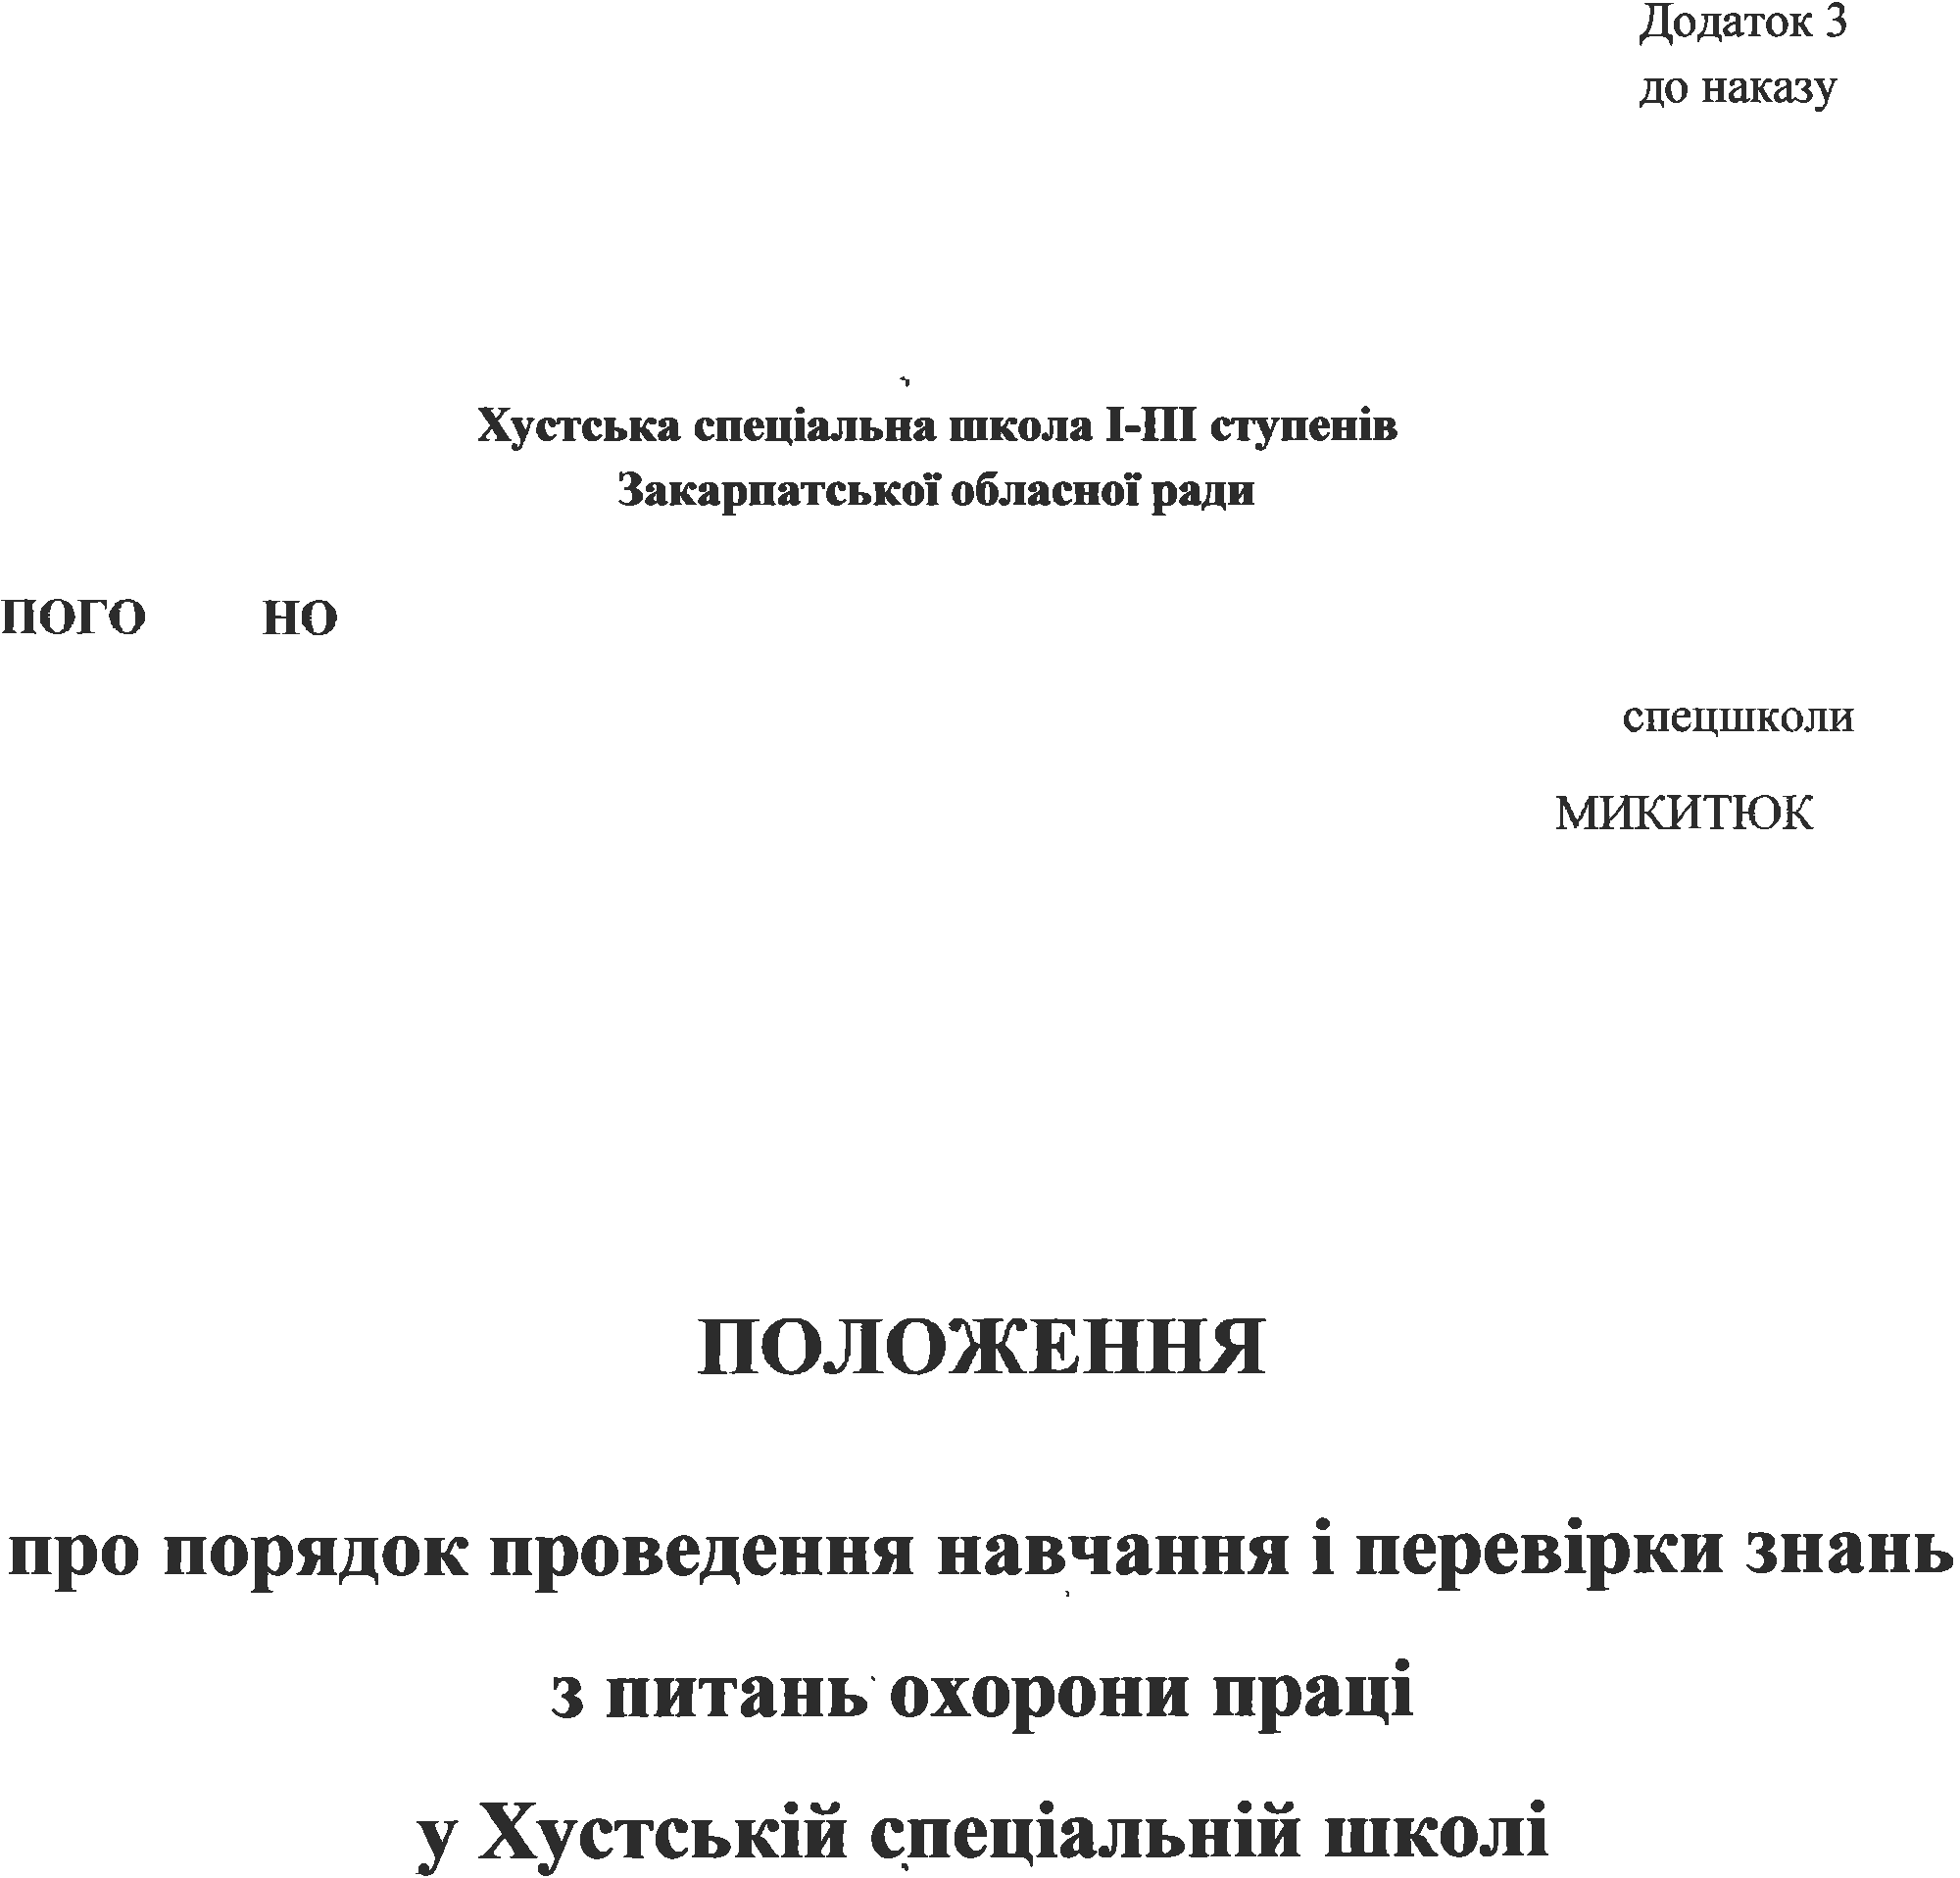 Додаток 3
до наказу
Хустська спеціальна школа І-ІІІ ступенів
Закарпатської обласної ради
ПОГО НО
спецшколи
МИКИТЮК
ПОЛОЖЕННЯ
про порядок проведення навчання і перевірки знань
з питань охорони праці
у Хустській спеціальній школі